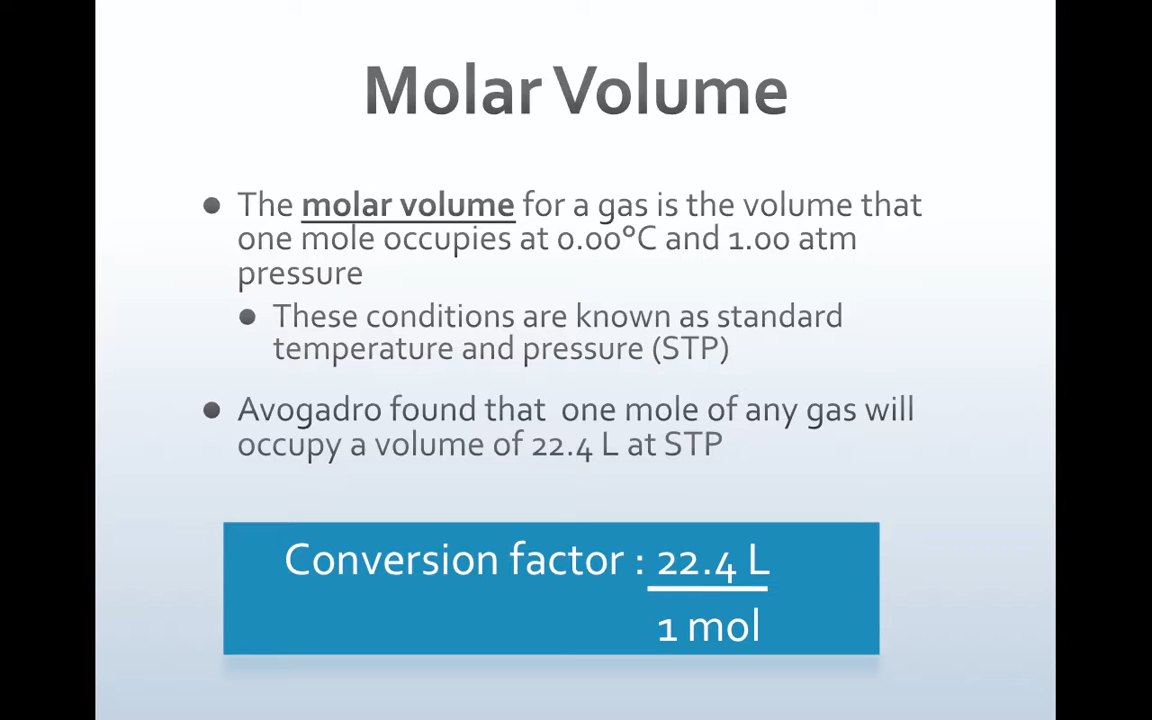 Molar Volume
● The molar volume for a gas is the volume that
one mole occupies at 0.00°C and 1.00 atm
pressure
● These conditions are known as standard
temperature and pressure (STP)
● Avogadro found that  one mole of any gas will
occupy a volume of 22.4 L at STP
Conversion factor : 22.4 L
1 mol